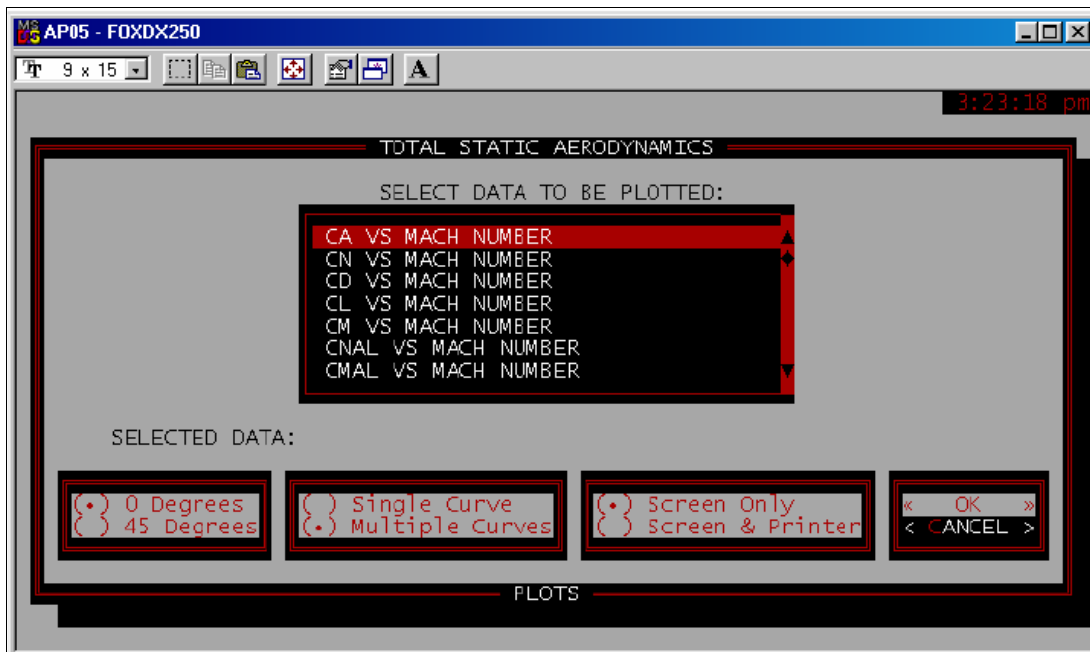 AP05 - FOXDX250
9 x 15
A
3:23:18 pm
TOTAL STATIC AERODYNAMICS
SELECT DATA TO BE PLOTTED:
CA VS MACH NUMBER
CN VS MACH NUMBER
CD VS MACH NUMBER
CL VS MACH NUMBER
CM VS MACH NUMBER
CNAL VS MACH NUMBER
CMAL VS MACH NUMBER
SELECTED DATA:
(•) 0 Degrees
( ) 45 Degrees
( ) Single Curve
(•) Multiple Curves
(•) Screen Only
( ) Screen & Printer
« OK »
< CANCEL >
PLOTS